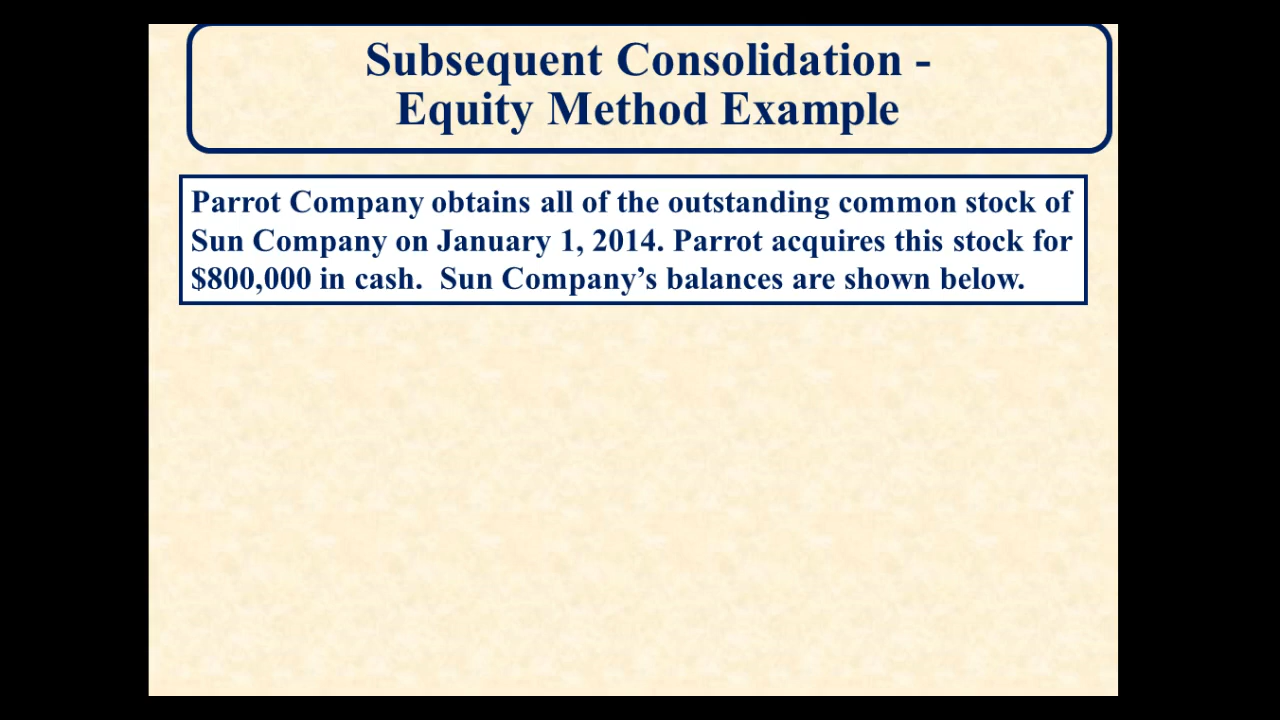 Subsequent Consolidation -
Equity Method Example
Parrot Company obtains all of the outstanding common stock of
Sun Company on January 1, 2014. Parrot acquires this stock for
$800,000 in cash.  Sun Company’s balances are shown below.